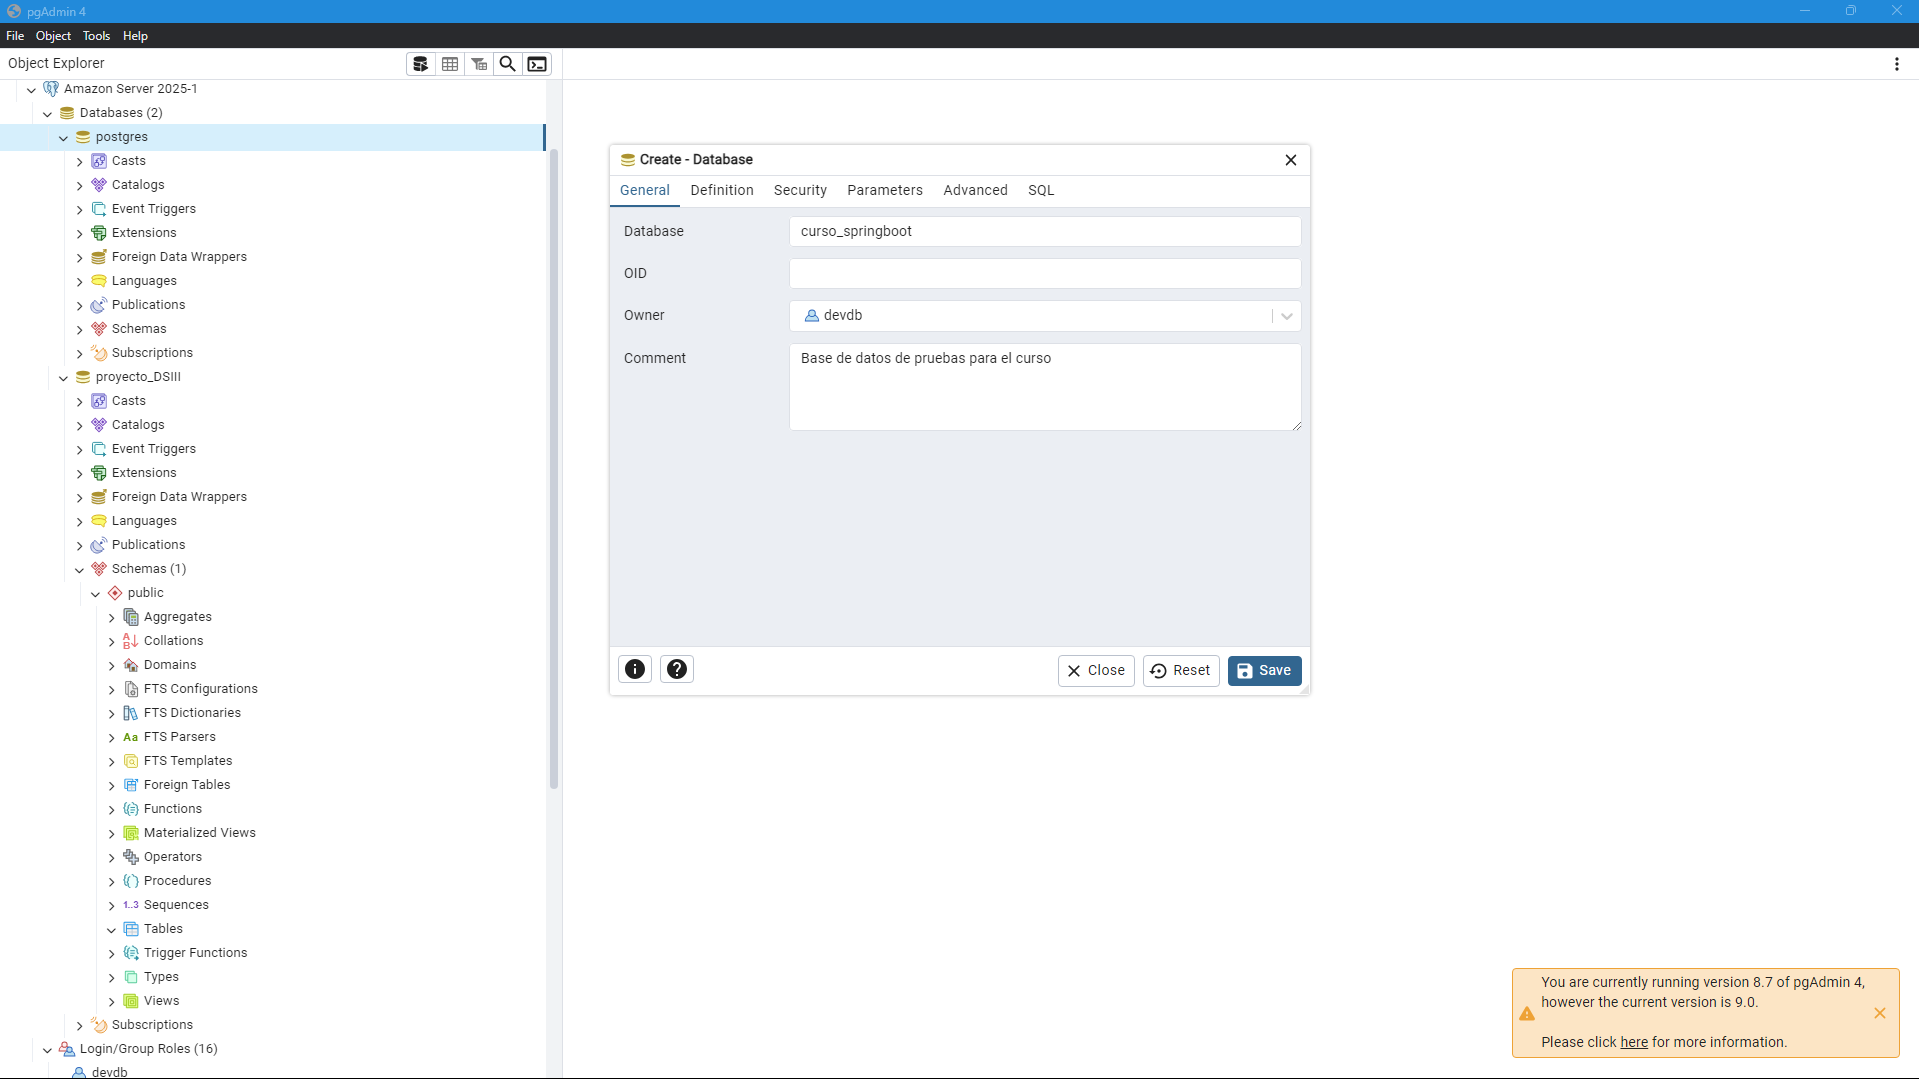 pgAdmin 4
File Object Tools Help
Object Explorer
Amazon Server 2025-1
Databases (2)
postgres
Casts
Catalogs
Event Triggers
Extensions
Foreign Data Wrappers
Languages
Publications
Schemas
Subscriptions
proyecto_DSIII
Casts
Catalogs
Event Triggers
Extensions
Foreign Data Wrappers
Languages
Publications
Schemas (1)
public
Aggregates
Collations
Domains
FTS Configurations
FTS Dictionaries
Aa FTS Parsers
FTS Templates
Foreign Tables
Functions
Materialized Views
Operators
Procedures
1..3 Sequences
Tables
Trigger Functions
Types
Views
Subscriptions
Login/Group Roles (16)
devdb
Create - Database
General Definition Security Parameters Advanced SQL
Database curso_springboot
OID
Owner devdb
Comment Base de datos de pruebas para el curso
Close Reset Save
You are currently running version 8.7 of pgAdmin 4,
however the current version is 9.0.
Please click here for more information.